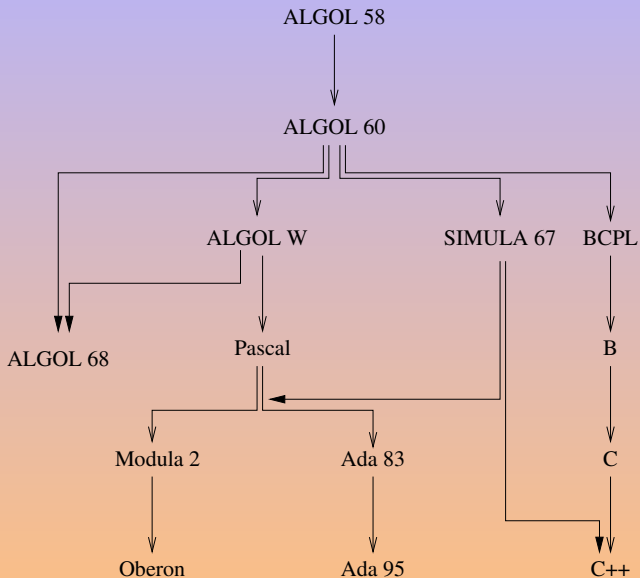 ALGOL 58
ALGOL 60
ALGOL W
SIMULA 67
BCPL
ALGOL 68
Pascal
B
Modula 2
Ada 83
C
Oberon
Ada 95
C++